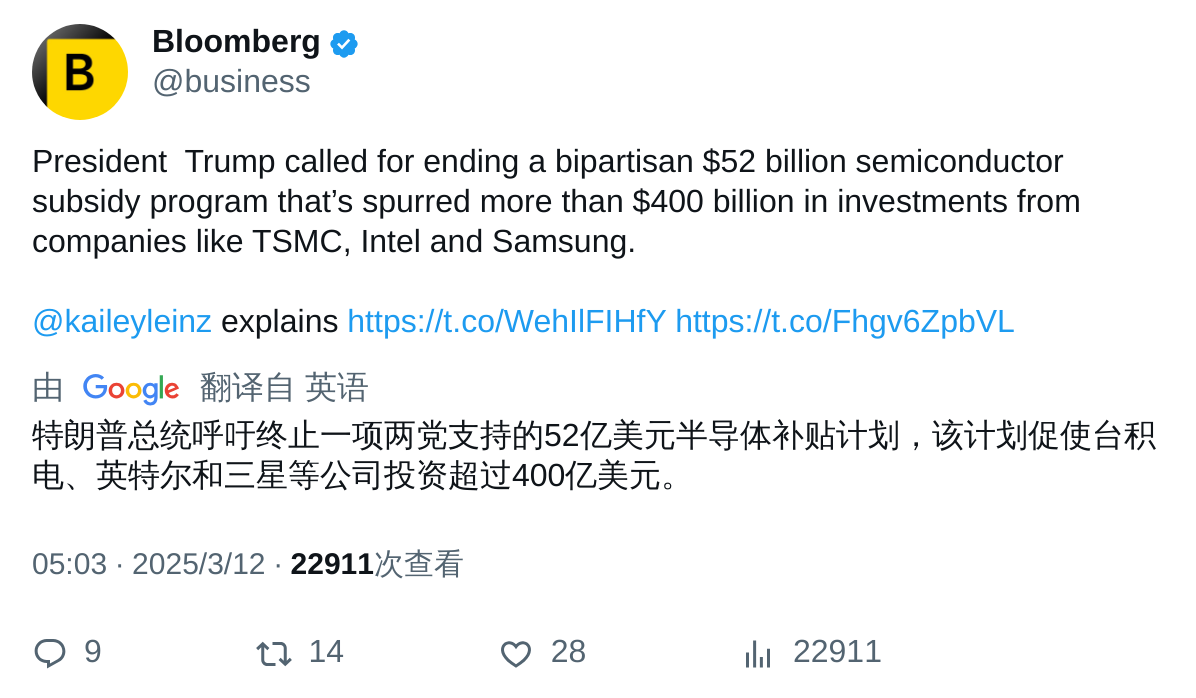 Bloomberg
@business
B
President  Trump called for ending a bipartisan $52 billion semiconductor
subsidy program that’s spurred more than $400 billion in investments from
companies like TSMC, Intel and Samsung.
@kaileyleinz explains https://t.co/WehIlFIHfY https://t.co/Fhgv6ZpbVL
由 Google 翻译自 英语
特朗普总统呼吁终止一项两党支持的52亿美元半导体补贴计划，该计划促使台积
电、英特尔和三星等公司投资超过400亿美元。
05:03 · 2025/3/12 · 22911次查看
9 14 28 22911